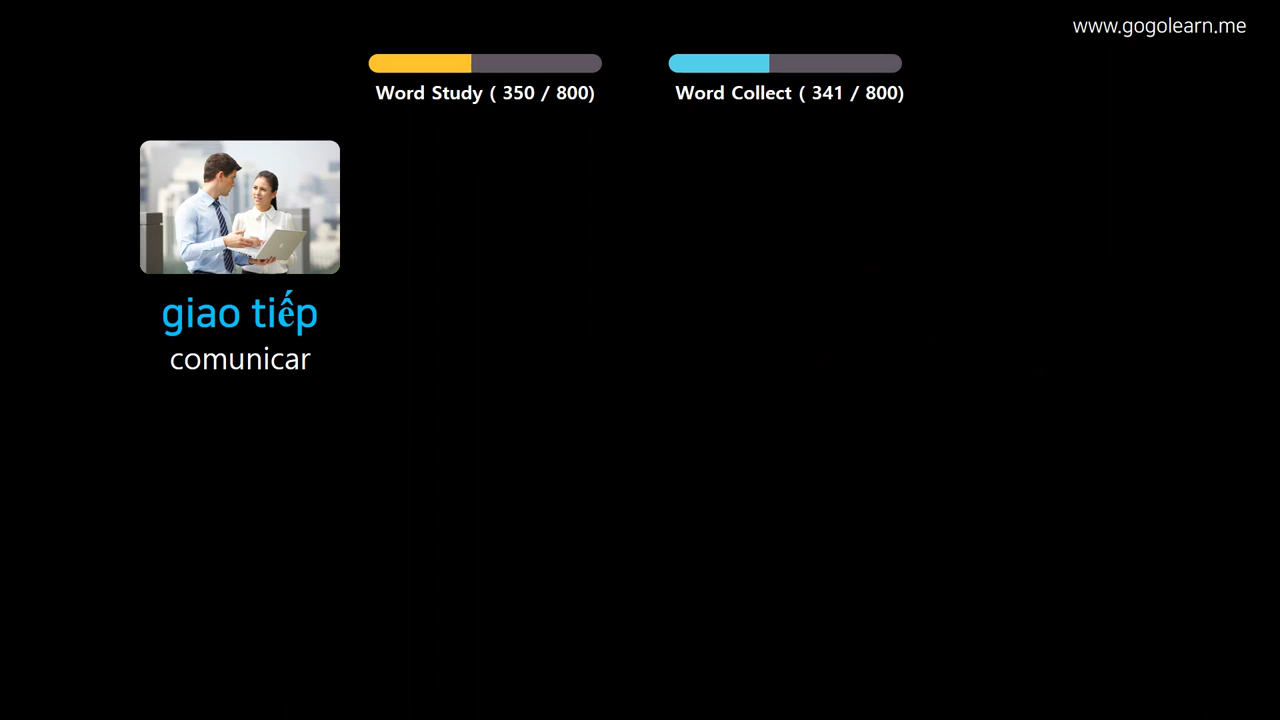 www.gogolearn.me
Word Study ( 350 / 800)
Word Collect ( 341 / 800)
giao tiếp
comunicar